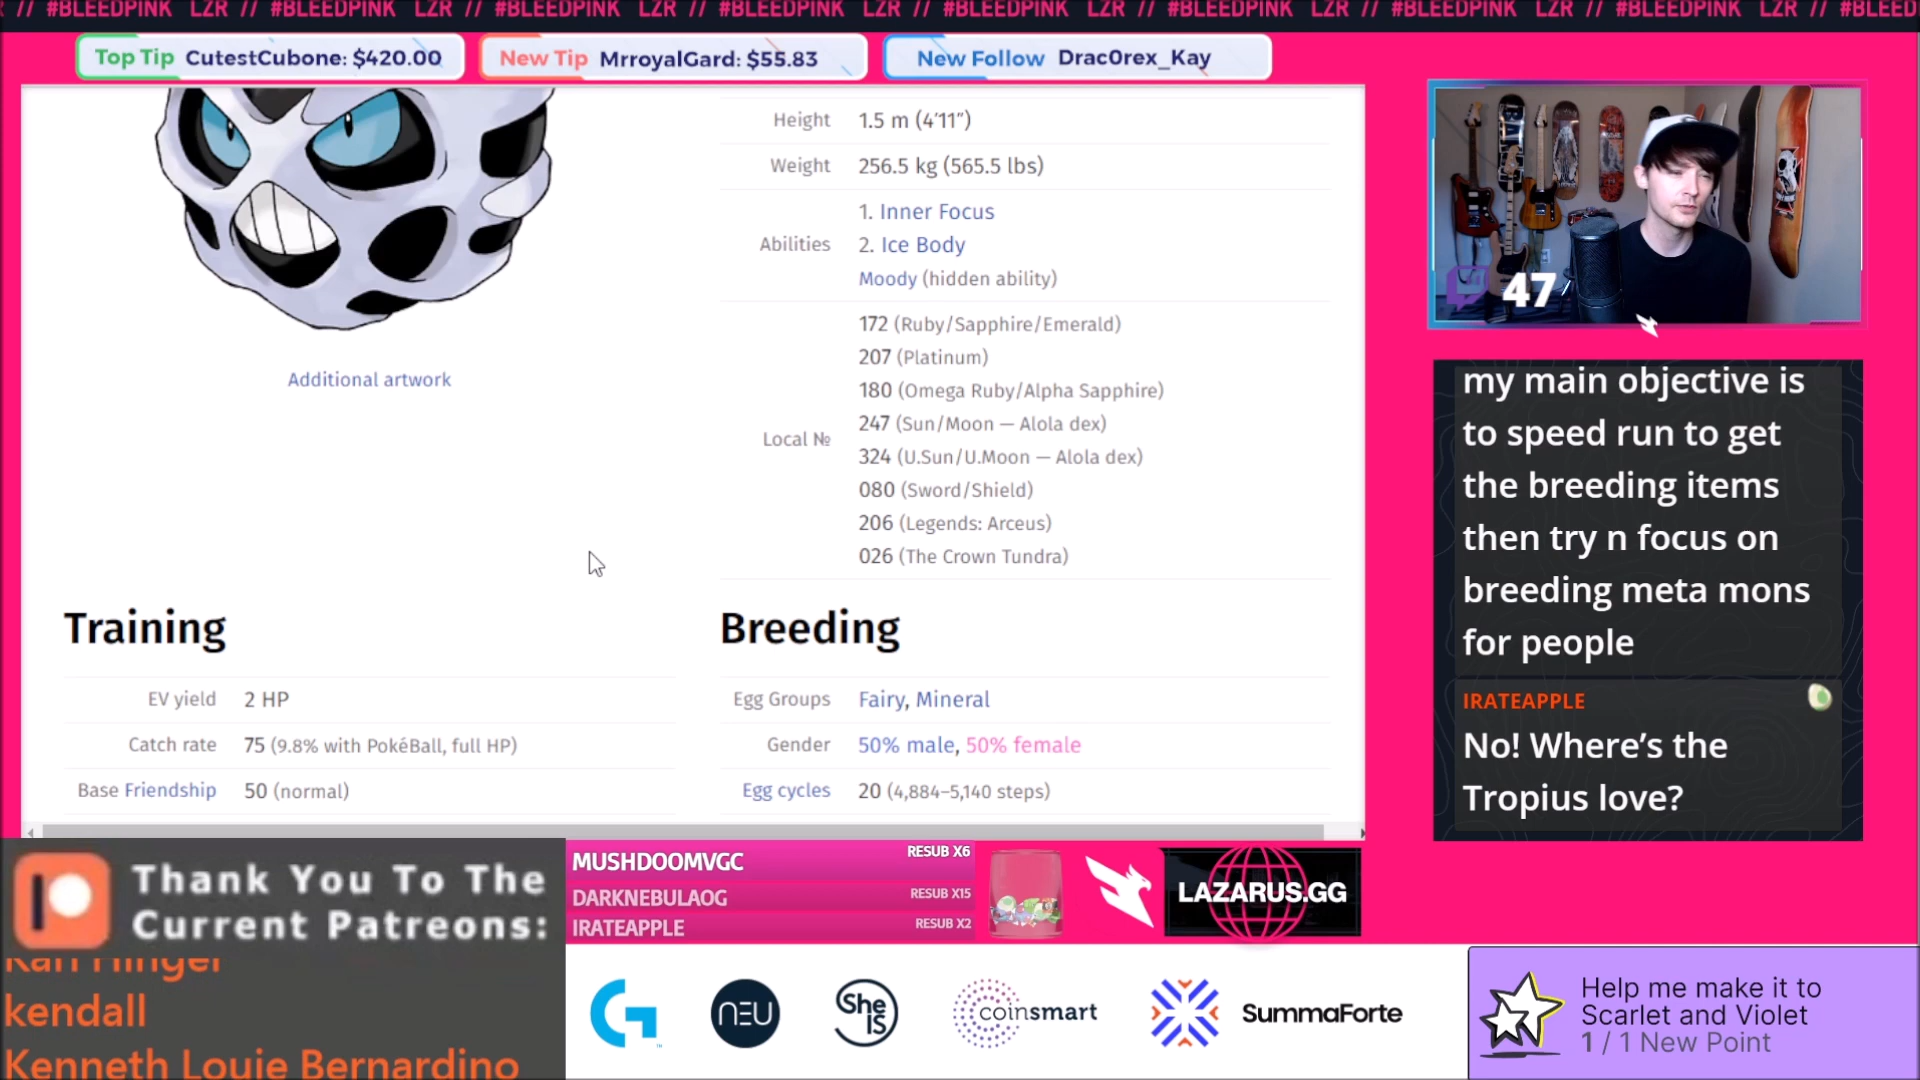 // #BLEEDPINK LZR // #BLEEDPINK LZR // #BLEEDPINK LZR // #BLEEDPINK LZR // #BLEEDPINK LZR // #BLEEDPINK LZR // #BLEEDPINK LZR // #BLEEDPINK LZR // #BLEED
Top Tip CutestCubone: $420.00
New Tip MrroyalGard: $55.83
New Follow Drac0rex_Kay
Height 1.5 m (4′11″)
Weight 256.5 kg (565.5 lbs)
Abilities
1. Inner Focus
2. Ice Body
Moody (hidden ability)
Local №
172 (Ruby/Sapphire/Emerald)
207 (Platinum)
180 (Omega Ruby/Alpha Sapphire)
247 (Sun/Moon — Alola dex)
324 (U.Sun/U.Moon — Alola dex)
080 (Sword/Shield)
206 (Legends: Arceus)
026 (The Crown Tundra)
Additional artwork
Training
EV yield 2 HP
Catch rate 75 (9.8% with PokéBall, full HP)
Base Friendship 50 (normal)
Breeding
Egg Groups Fairy, Mineral
Gender 50% male, 50% female
Egg cycles 20 (4,884–5,140 steps)
47
my main objective is
to speed run to get
the breeding items
then try n focus on
breeding meta mons
for people
IRATEAPPLE
No! Where’s the
Tropius love?
Thank You To The
Current Patreons:
kendall
Kenneth Louie Bernardino
MUSHDOOMVGC RESUB X6
DARKNEBULAOG RESUB X15
IRATEAPPLE RESUB X2
LAZARUS.GG
G
NEU
She
IS
coinsmart
SummaForte
Help me make it to
Scarlet and Violet
1 / 1 New Point